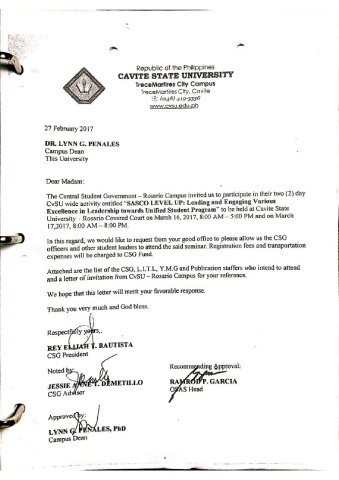 Republic of the Philippines
CAVITE STATE UNIVERSITY
TreceMartires City Campus
TreceMartires City, Cavite
(046) 419-3398
www.cvsu.edu.ph
27 February 2017
DR. LYNN G. PENALES
Campus Dean
This University
Dear Madam:
The Central Student Government – Rosario Campus invited us to participate in their two (2) day
CvSU wide activity entitled "SASCO LEVEL UP: Leading and Engaging Various
Excellence in Leadership towards Unified Student Program" to be held at Cavite State
University - Rosario Covered Court on March 16, 2017, 8:00 AM – 5:00 PM and on March
17,2017, 8:00 AM – 8:00 PM.
In this regard, we would like to request from your good office to please allow us the CSG
officers and other student leaders to attend the said seminar. Registration fees and transportation
expenses will be charged to CSG Fund.
Attached are the list of the CSG, L.I.T.L, Y.M.G and Publication staffers who intend to attend
and a letter of invitation from CvSU – Rosario Campus for your reference.
We hope that this letter will merit your favorable response.
Thank you very much and God bless.
Respectfully yours,.
REY ELIJAH T. BAUTISTA
CSG President
Noted by:
JESSIE ANNE T. DEMETILLO
CSG Adviser
Recommending Approval:
RAMROD P. GARCIA
OSAS Head
Approved by:
LYNN G. PENALES, PhD
Campus Dean